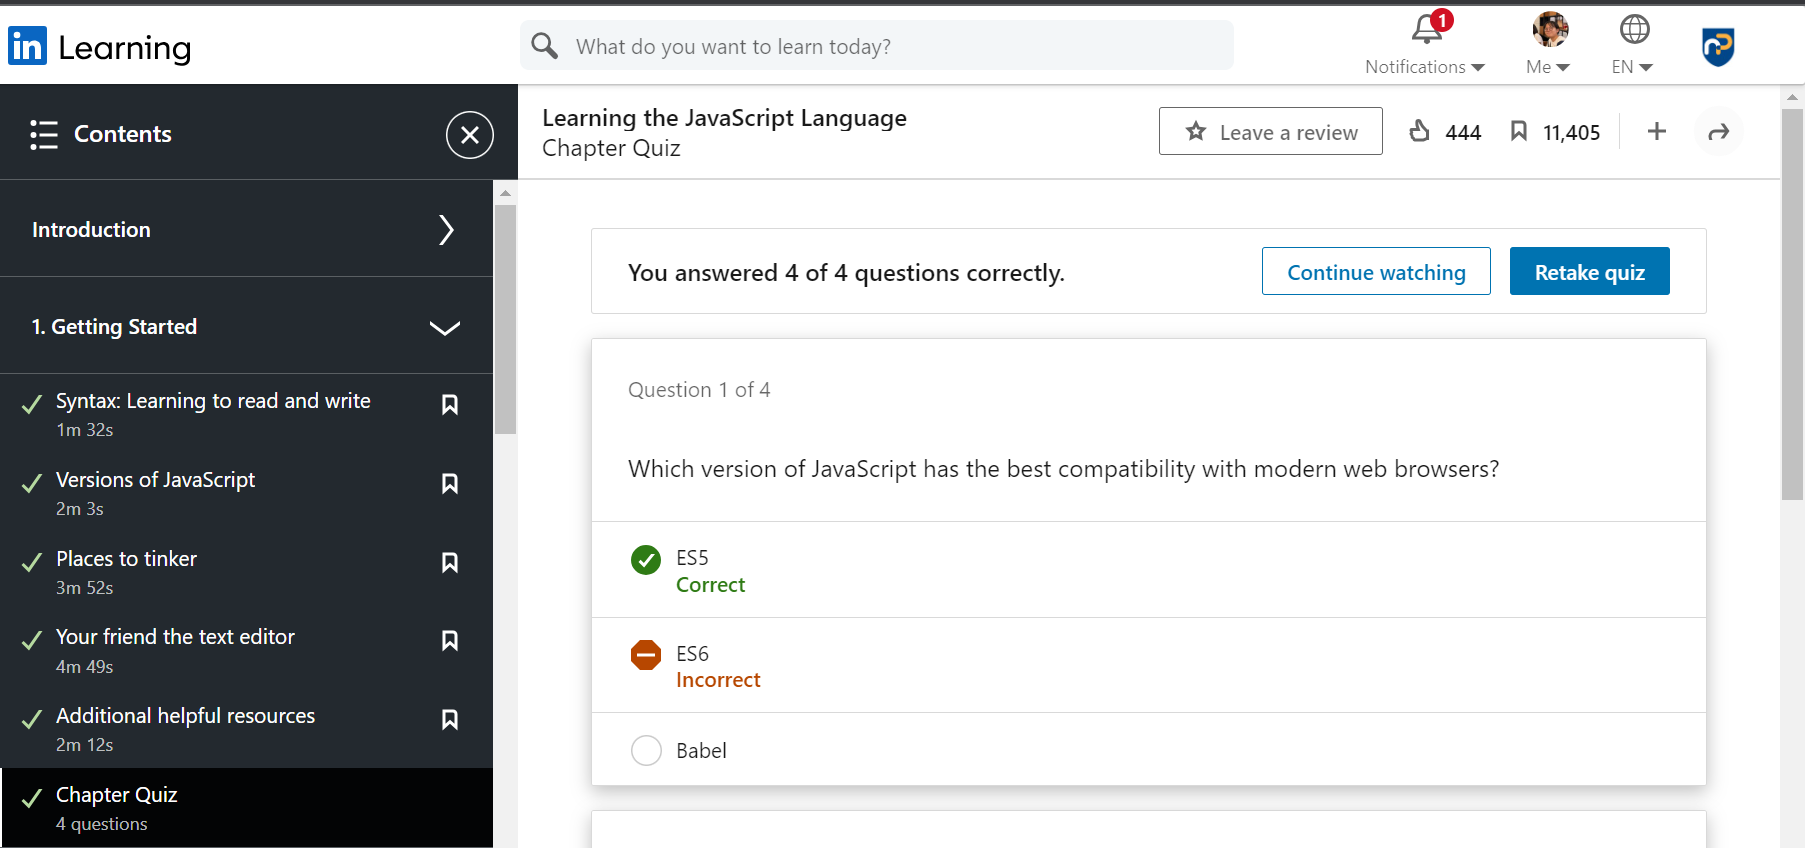 in Learning
What do you want to learn today?
1
Notifications
Me
EN
Contents
Introduction
1. Getting Started
Syntax: Learning to read and write
1m 32s
Versions of JavaScript
2m 3s
Places to tinker
3m 52s
Your friend the text editor
4m 49s
Additional helpful resources
2m 12s
Chapter Quiz
4 questions
Learning the JavaScript Language
Chapter Quiz
Leave a review
444
11,405
You answered 4 of 4 questions correctly.
Continue watching
Retake quiz
Question 1 of 4
Which version of JavaScript has the best compatibility with modern web browsers?
ES5
Correct
ES6
Incorrect
Babel